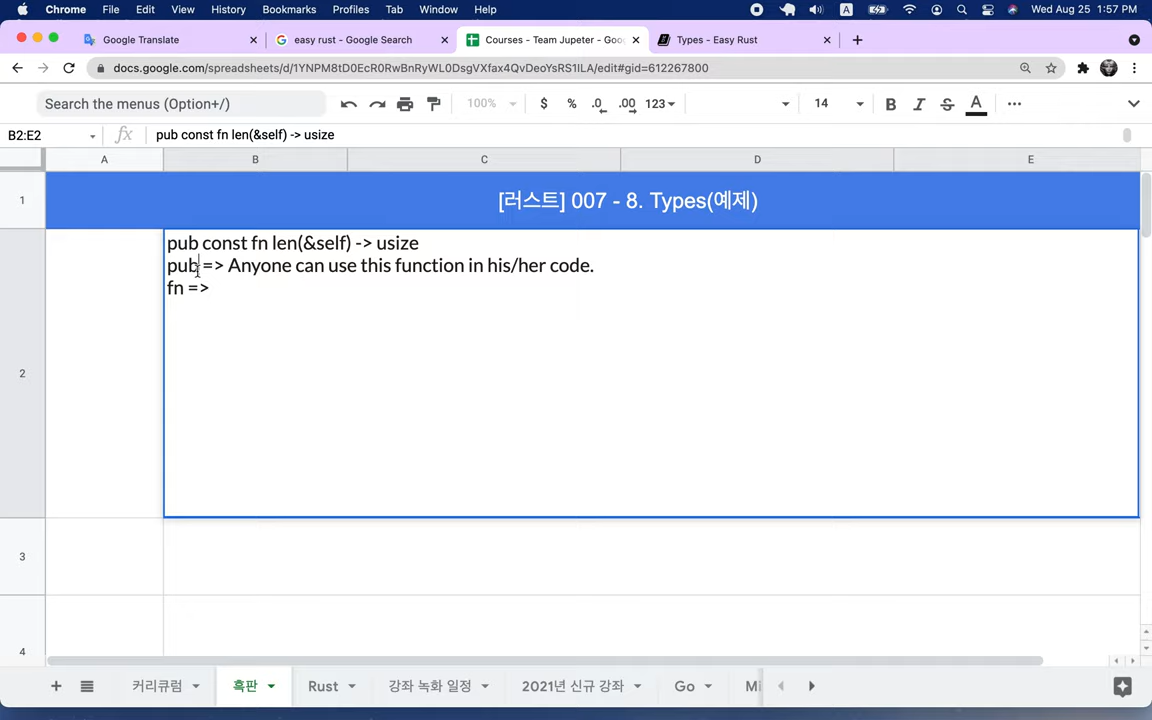 Chrome File Edit View History Bookmarks Profiles Tab Window Help A Wed Aug 25 1:57 PM
Google Translate easy rust - Google Search Courses - Team Jupeter - Goo Types - Easy Rust
docs.google.com/spreadsheets/d/1YNPM8tD0EcR0RwBnRyWL0DsgVXfax4QvDeoYsRS1ILA/edit#gid=612267800
Search the menus (Option+/) 100% $ % .0 .00 123 14 B I S A
B2:E2 fx pub const fn len(&self) -> usize
A B C D E
1 [러스트] 007 - 8. Types(예제)
pub const fn len(&self) -> usize
pub => Anyone can use this function in his/her code.
fn =>
2
3
4
커리큘럼 흑판 Rust 강좌 녹화 일정 2021년 신규 강좌 Go Mi